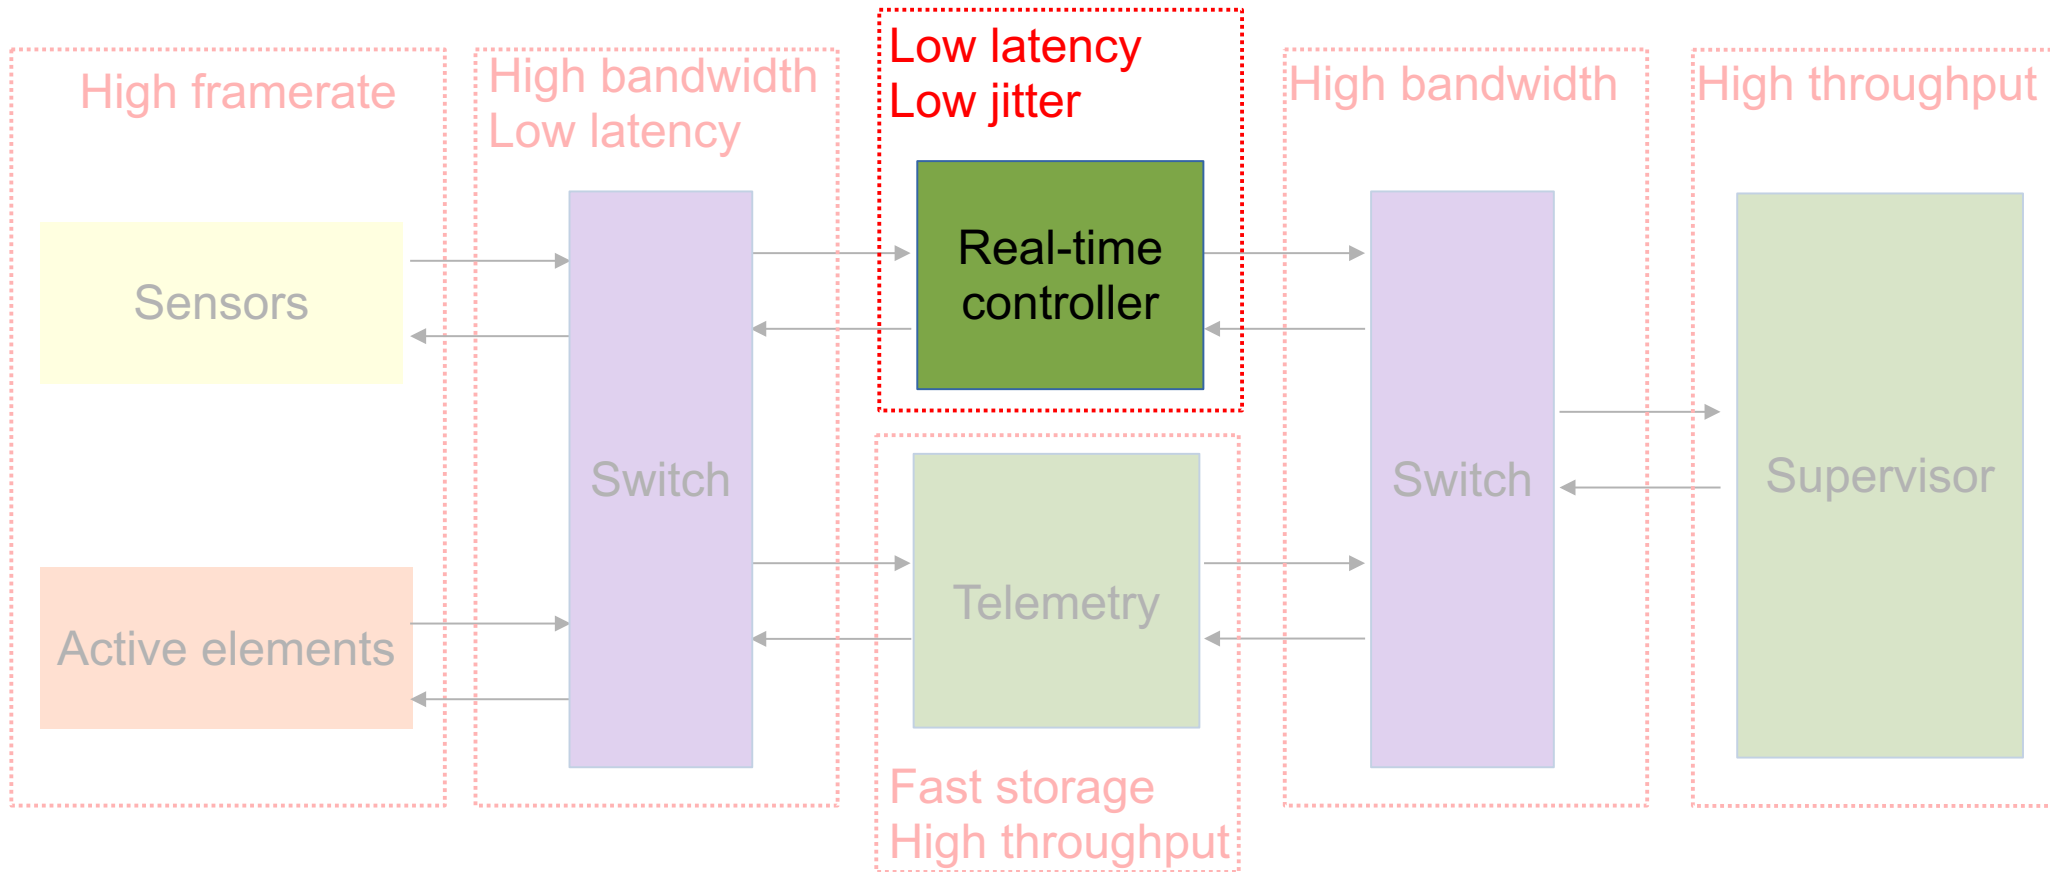 High framerate
High bandwidth
Low latency
Low latency
Low jitter
High bandwidth
High throughput
Sensors
Active elements
Switch
Real-time
controller
Telemetry
Fast storage
High throughput
Switch
Supervisor